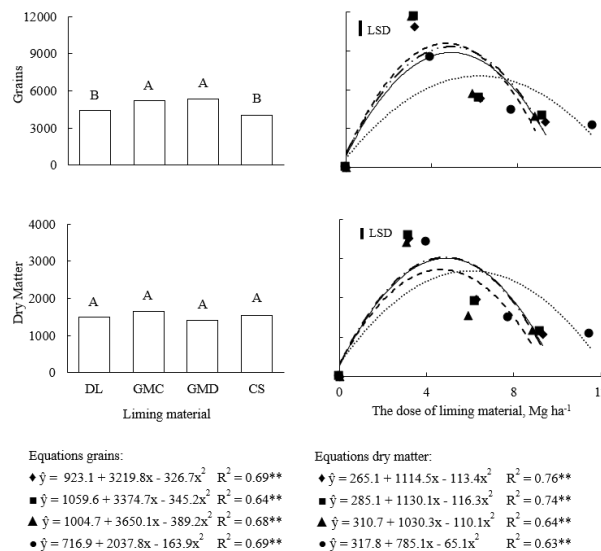 12000
9000
6000
3000
0
Grains
B
A
A
B
LSD
4000
3000
2000
1000
0
Dry Matter
A
A
A
A
LSD
DL GMC GMD CS
Liming material
0 4 8 1
The dose of liming material, Mg ha⁻¹
Equations grains:
♦ ŷ = 923.1 + 3219.8x - 326.7x² R² = 0.69**
■ ŷ = 1059.6 + 3374.7x - 345.2x² R² = 0.64**
▲ ŷ = 1004.7 + 3650.1x - 389.2x² R² = 0.68**
● ŷ = 716.9 + 2037.8x - 163.9x² R² = 0.69**
Equations dry matter:
♦ ŷ = 265.1 + 1114.5x - 113.4x² R² = 0.76**
■ ŷ = 285.1 + 1130.1x - 116.3x² R² = 0.74**
▲ ŷ = 310.7 + 1030.3x - 110.1x² R² = 0.64**
● ŷ = 317.8 + 785.1x - 65.1x² R² = 0.63**